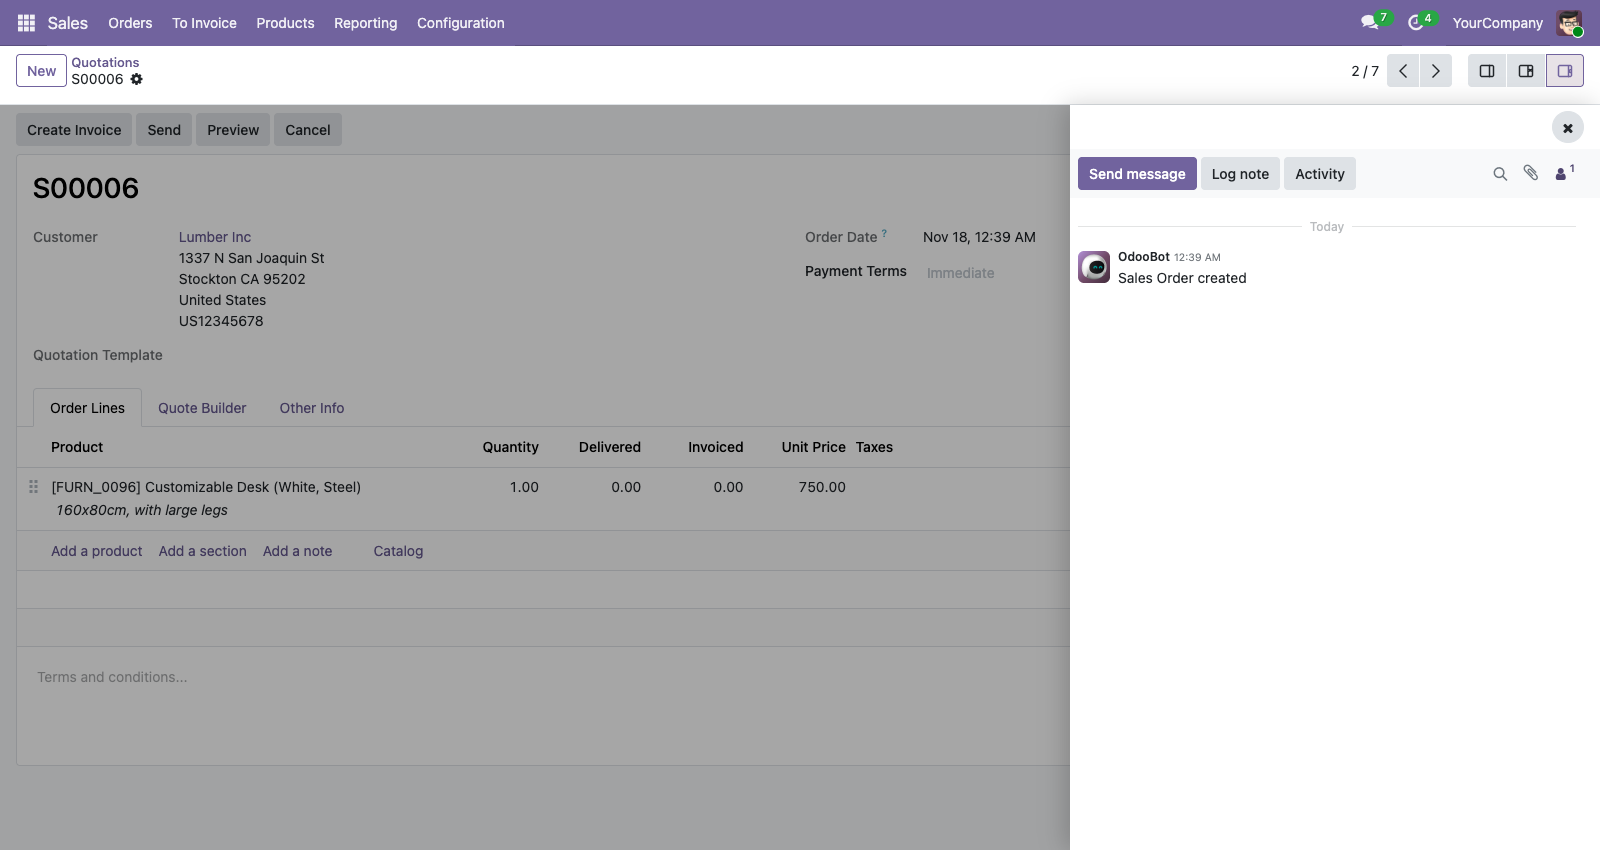 Sales Orders To Invoice Products Reporting Configuration 7 4 YourCompany
New Quotations
S00006
2 / 7
Create Invoice Send Preview Cancel
S00006
Customer Lumber Inc
1337 N San Joaquin St
Stockton CA 95202
United States
US12345678
Order Date ? Nov 18, 12:39 AM
Payment Terms Immediate
Quotation Template
Order Lines Quote Builder Other Info
Product Quantity Delivered Invoiced Unit Price Taxes
[FURN_0096] Customizable Desk (White, Steel) 1.00 0.00 0.00 750.00
160x80cm, with large legs
Add a product Add a section Add a note Catalog
Terms and conditions...
Send message Log note Activity 1
Today
OdooBot 12:39 AM
Sales Order created